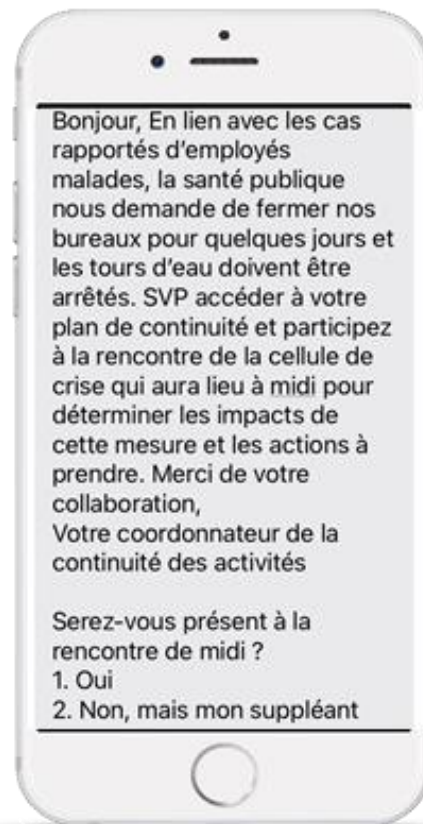 Bonjour, En lien avec les cas
rapportés d'employés
malades, la santé publique
nous demande de fermer nos
bureaux pour quelques jours et
les tours d'eau doivent être
arrêtés. SVP accéder à votre
plan de continuité et participez
à la rencontre de la cellule de
crise qui aura lieu à midi pour
déterminer les impacts de
cette mesure et les actions à
prendre. Merci de votre
collaboration,
Votre coordonnateur de la
continuité des activités

Serez-vous présent à la
rencontre de midi ?
1. Oui
2. Non, mais mon suppléant